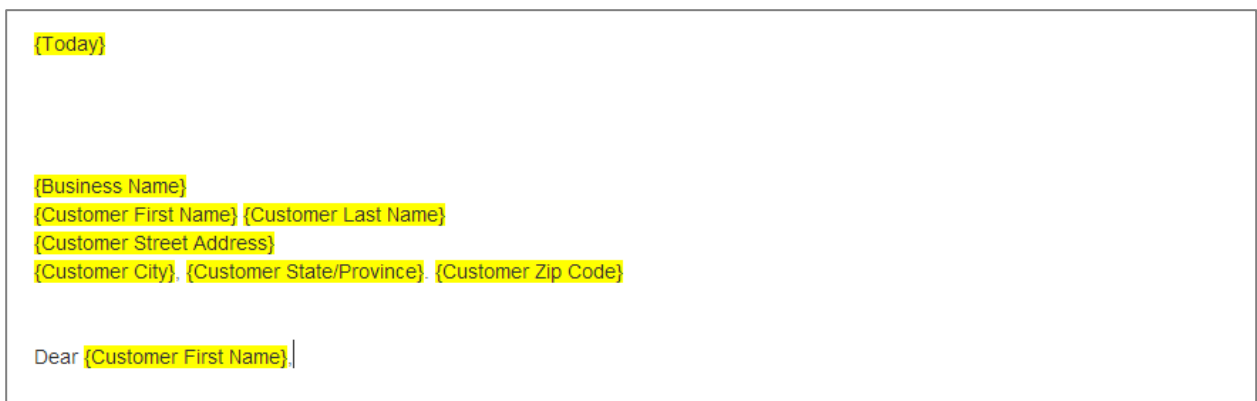 {Today}
{Business Name}
{Customer First Name} {Customer Last Name}
{Customer Street Address}
{Customer City}, {Customer State/Province}. {Customer Zip Code}
Dear {Customer First Name},